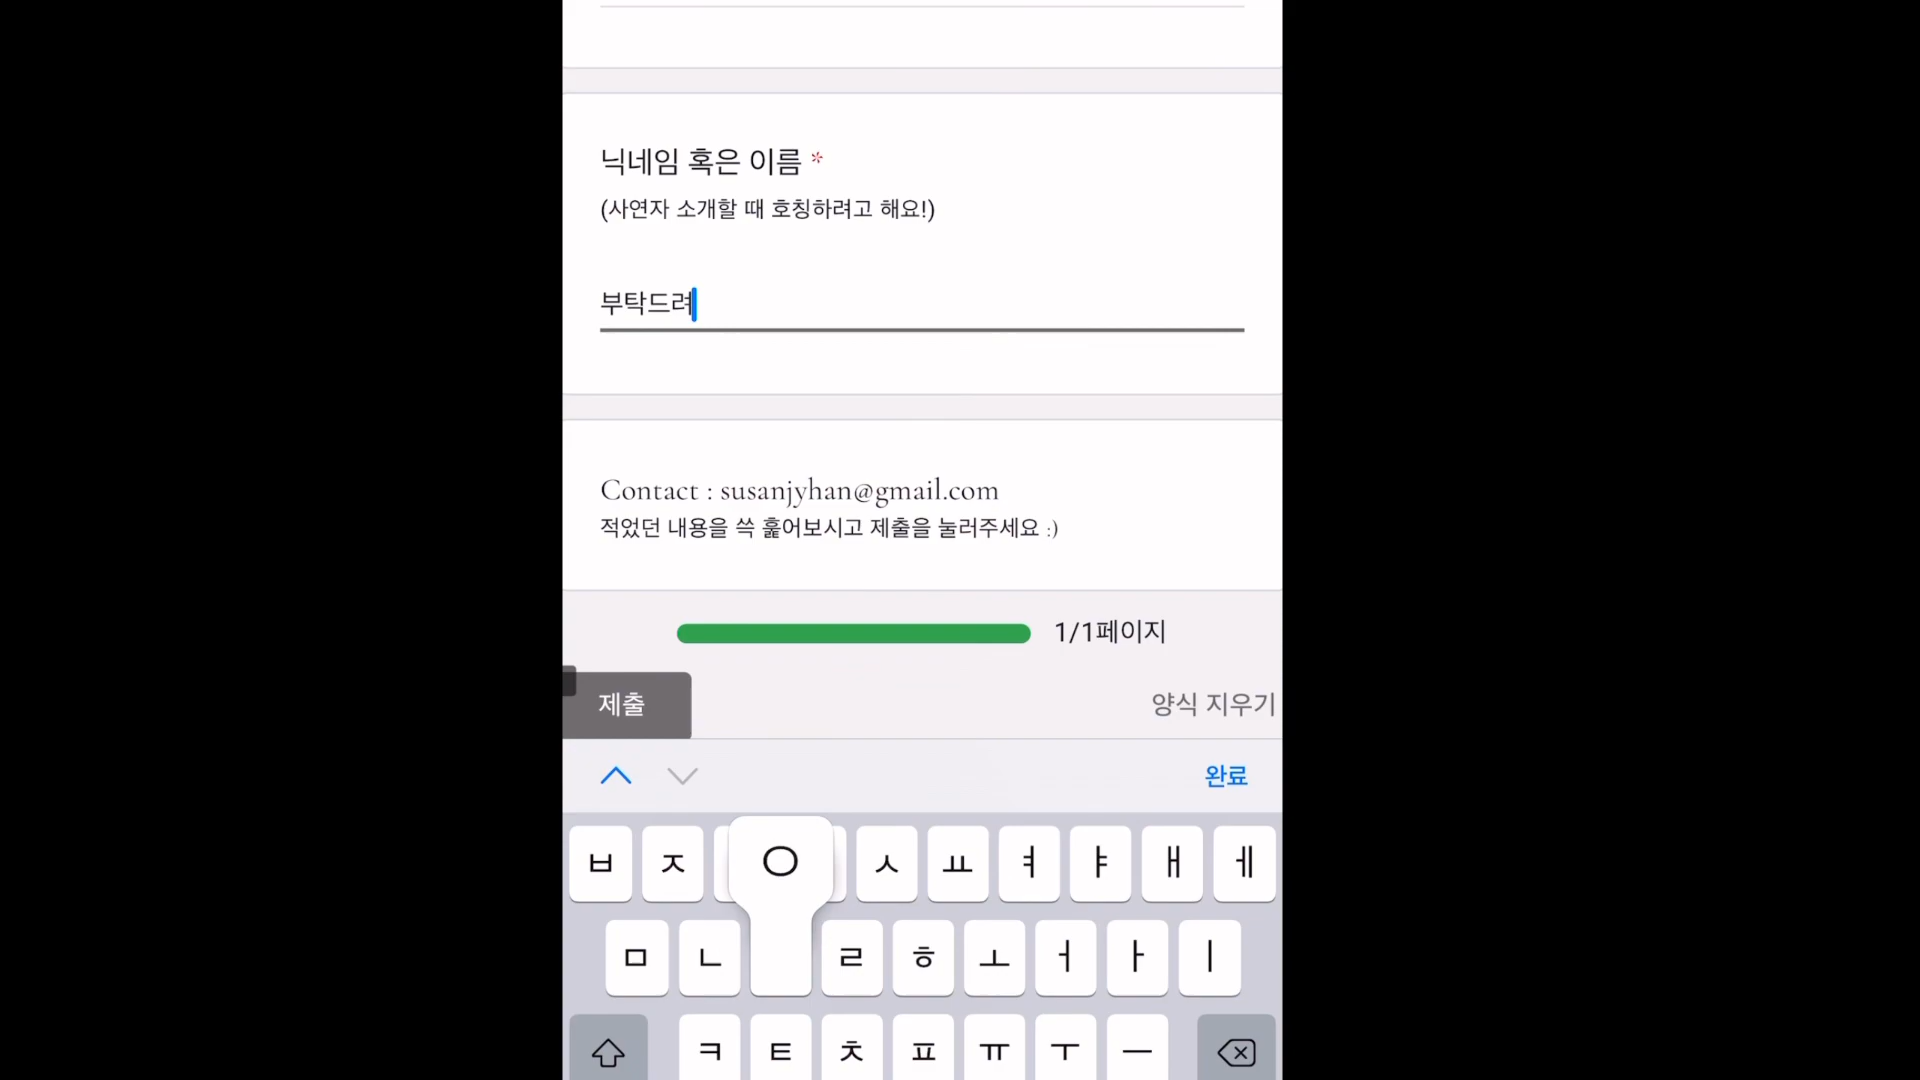 닉네임 혹은 이름 *
(사연자 소개할 때 호칭하려고 해요!)
부탁드려
Contact : susanjyhan@gmail.com
적었던 내용을 쓱 훑어보시고 제출을 눌러주세요 :)
1/1페이지
제출 양식 지우기
완료
ㅂ ㅈ ㅇ ㅅ ㅛ ㅕ ㅑ ㅐ ㅔ
ㅁ ㄴ ㄹ ㅎ ㅗ ㅓ ㅏ ㅣ
ㅋ ㅌ ㅊ ㅍ ㅠ ㅜ ㅡ